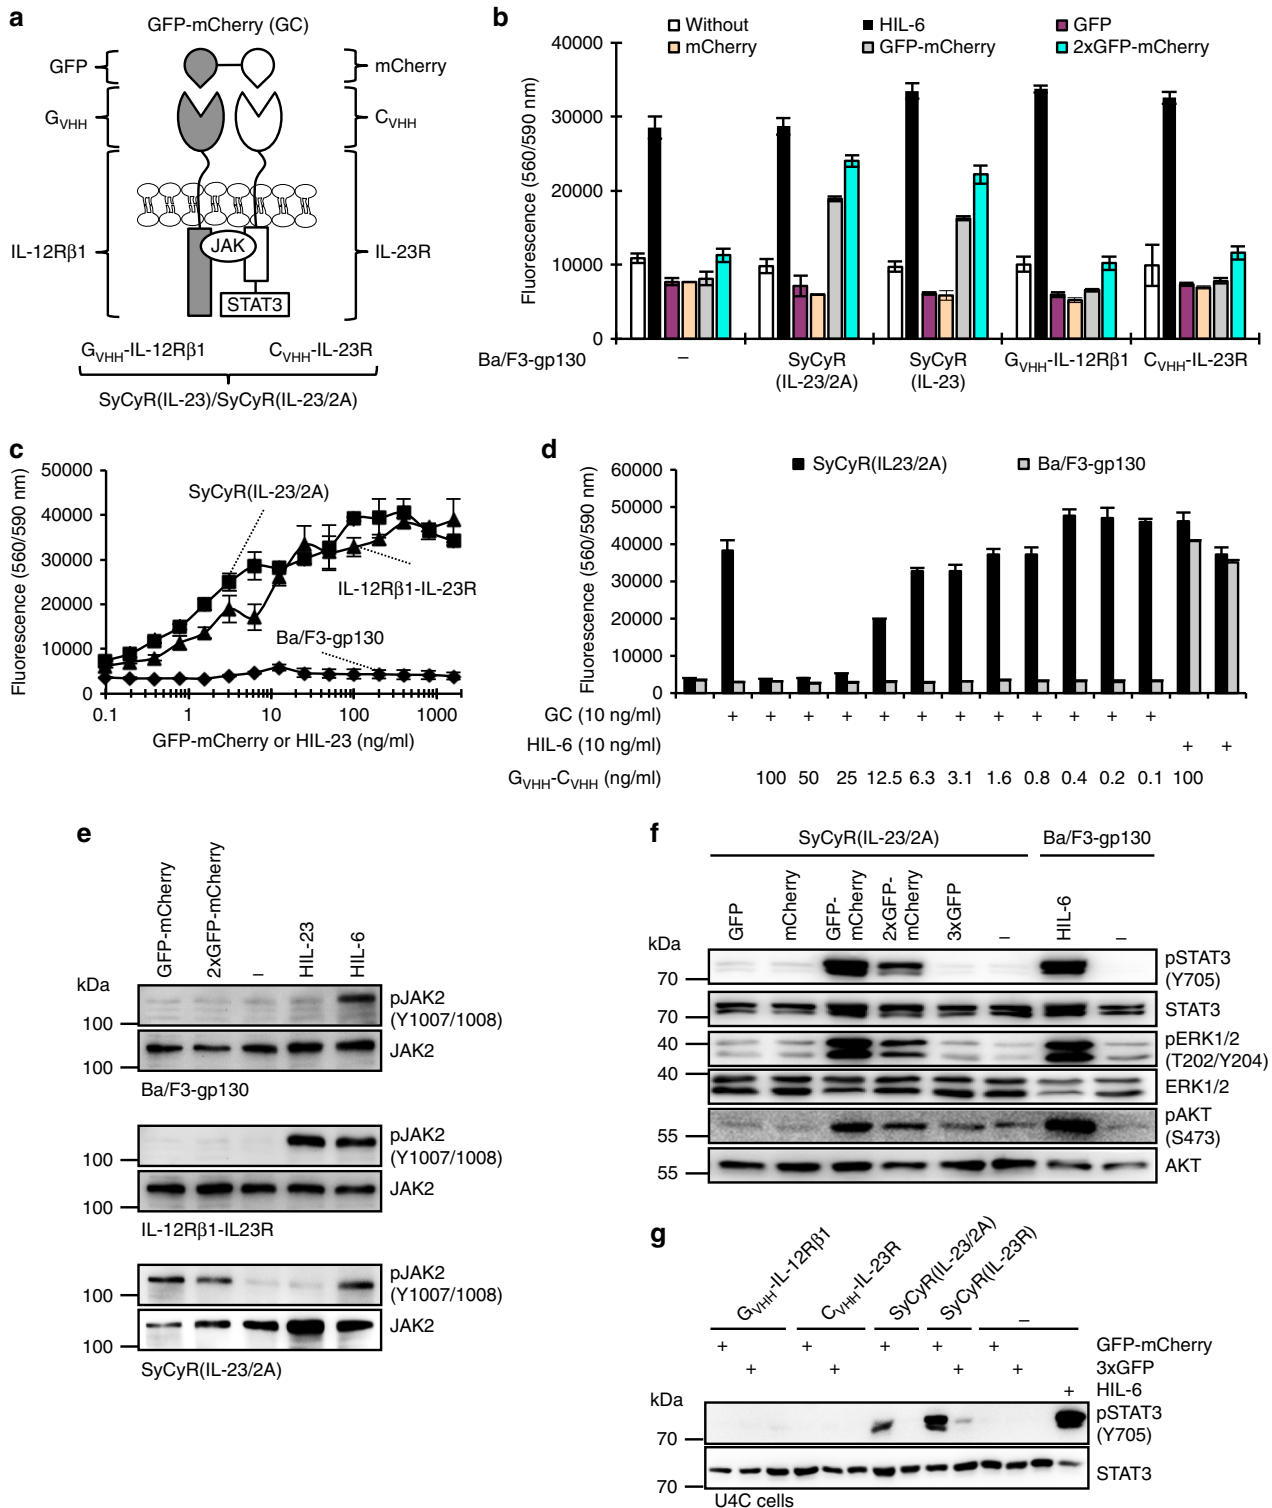 a
GFP-mCherry (GC)
GFP
mCherry
GVHH
CVHH
IL-12Rβ1
JAK
IL-23R
STAT3
GVHH-IL-12Rβ1
CVHH-IL-23R
SyCyR(IL-23)/SyCyR(IL-23/2A)
b
Without
HIL-6
GFP
mCherry
GFP-mCherry
2xGFP-mCherry
Fluorescence (560/590 nm)
40000
30000
20000
10000
0
Ba/F3-gp130
–
SyCyR
(IL-23/2A)
SyCyR
(IL-23)
GVHH-IL-12Rβ1
CVHH-IL-23R
c
Fluorescence (560/590 nm)
50000
40000
30000
20000
10000
0
SyCyR(IL-23/2A)
IL-12Rβ1-IL-23R
Ba/F3-gp130
0.1 1 10 100 1000
GFP-mCherry or HIL-23 (ng/ml)
d
SyCyR(IL23/2A)
Ba/F3-gp130
Fluorescence (560/590 nm)
60000
50000
40000
30000
20000
10000
0
GC (10 ng/ml) + + + + + + + + + + + +
HIL-6 (10 ng/ml) + +
GVHH-CVHH (ng/ml) 100 50 25 12.5 6.3 3.1 1.6 0.8 0.4 0.2 0.1 100
e
GFP-mCherry
2xGFP-mCherry
–
HIL-23
HIL-6
kDa
100
pJAK2
(Y1007/1008)
100
JAK2
Ba/F3-gp130
100
pJAK2
(Y1007/1008)
100
JAK2
IL-12Rβ1-IL23R
100
pJAK2
(Y1007/1008)
100
JAK2
SyCyR(IL-23/2A)
f
SyCyR(IL-23/2A)
Ba/F3-gp130
GFP
mCherry
GFP-
mCherry
2xGFP-
mCherry
3xGFP
–
HIL-6
–
kDa
70
pSTAT3
(Y705)
70
STAT3
40
pERK1/2
(T202/Y204)
40
ERK1/2
55
pAKT
(S473)
55
AKT
g
GVHH-IL-12Rβ1
CVHH-IL-23R
SyCyR(IL-23/2A)
SyCyR(IL-23R)
–
+ + + + + GFP-mCherry
+ + + + 3xGFP
+ HIL-6
kDa
70
pSTAT3
(Y705)
70
STAT3
U4C cells